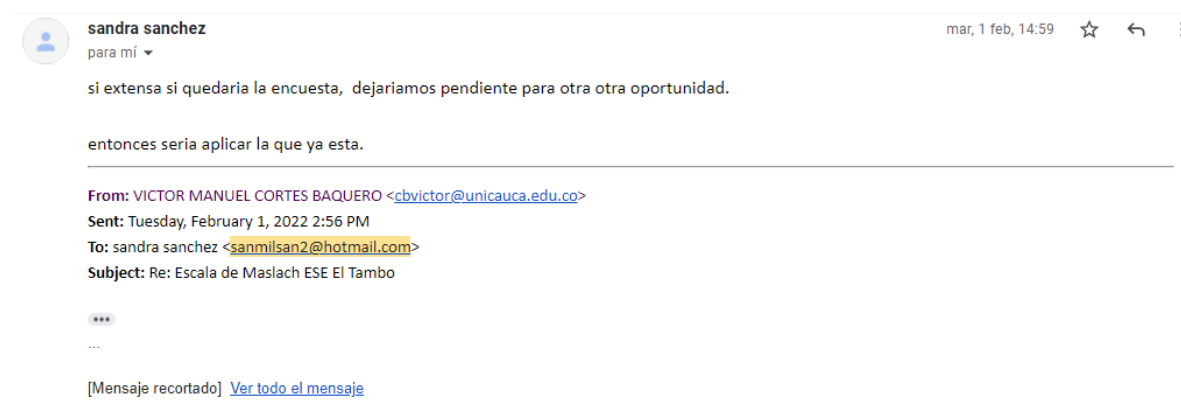 sandra sanchez
mar, 1 feb, 14:59
para mí
si extensa si quedaria la encuesta, dejariamos pendiente para otra otra oportunidad.
entonces seria aplicar la que ya esta.
From: VICTOR MANUEL CORTES BAQUERO <cbvictor@unicauca.edu.co>
Sent: Tuesday, February 1, 2022 2:56 PM
To: sandra sanchez <sanmilsan2@hotmail.com>
Subject: Re: Escala de Maslach ESE El Tambo
...
[Mensaje recortado] Ver todo el mensaje